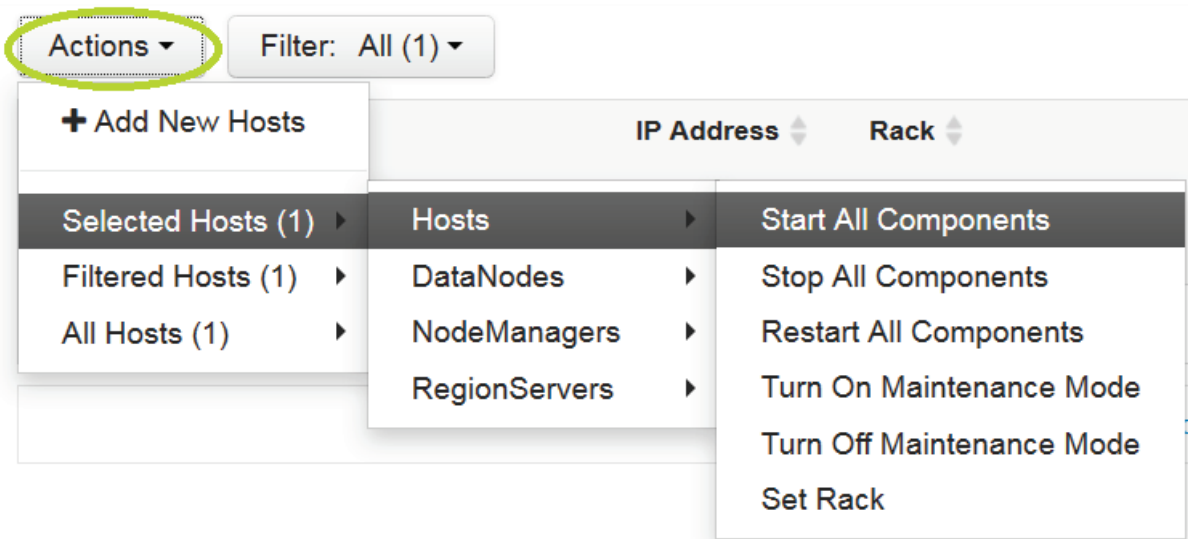 Actions
Filter: All (1)
Add New Hosts
IP Address
Rack
Selected Hosts (1)
Filtered Hosts (1)
All Hosts (1)
Hosts
DataNodes
NodeManagers
RegionServers
Start All Components
Stop All Components
Restart All Components
Turn On Maintenance Mode
Turn Off Maintenance Mode
Set Rack